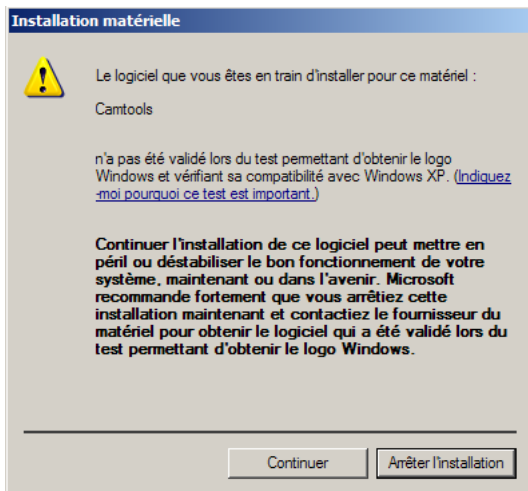 Installation matérielle
Le logiciel que vous êtes en train d'installer pour ce matériel :
Camtools
n'a pas été validé lors du test permettant d'obtenir le logo
Windows et vérifiant sa compatibilité avec Windows XP. (Indiquez
-moi pourquoi ce test est important.)
Continuer l'installation de ce logiciel peut mettre en
péril ou déstabiliser le bon fonctionnement de votre
système, maintenant ou dans l'avenir. Microsoft
recommande fortement que vous arrêtiez cette
installation maintenant et contactiez le fournisseur du
matériel pour obtenir le logiciel qui a été validé lors du
test permettant d'obtenir le logo Windows.
Continuer
Arrêter l'installation